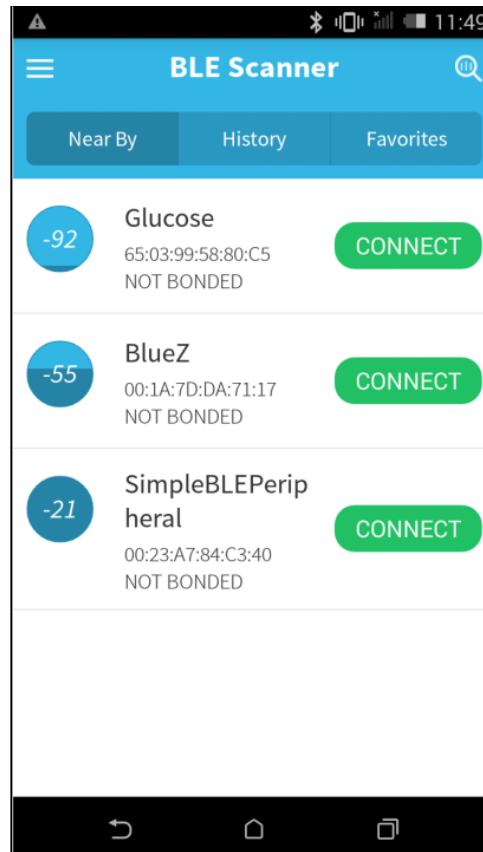 11:49
BLE Scanner
Near By History Favorites
-92
Glucose
65:03:99:58:80:C5
NOT BONDED
CONNECT
-55
BlueZ
00:1A:7D:DA:71:17
NOT BONDED
CONNECT
-21
SimpleBLEPerip
heral
00:23:A7:84:C3:40
NOT BONDED
CONNECT